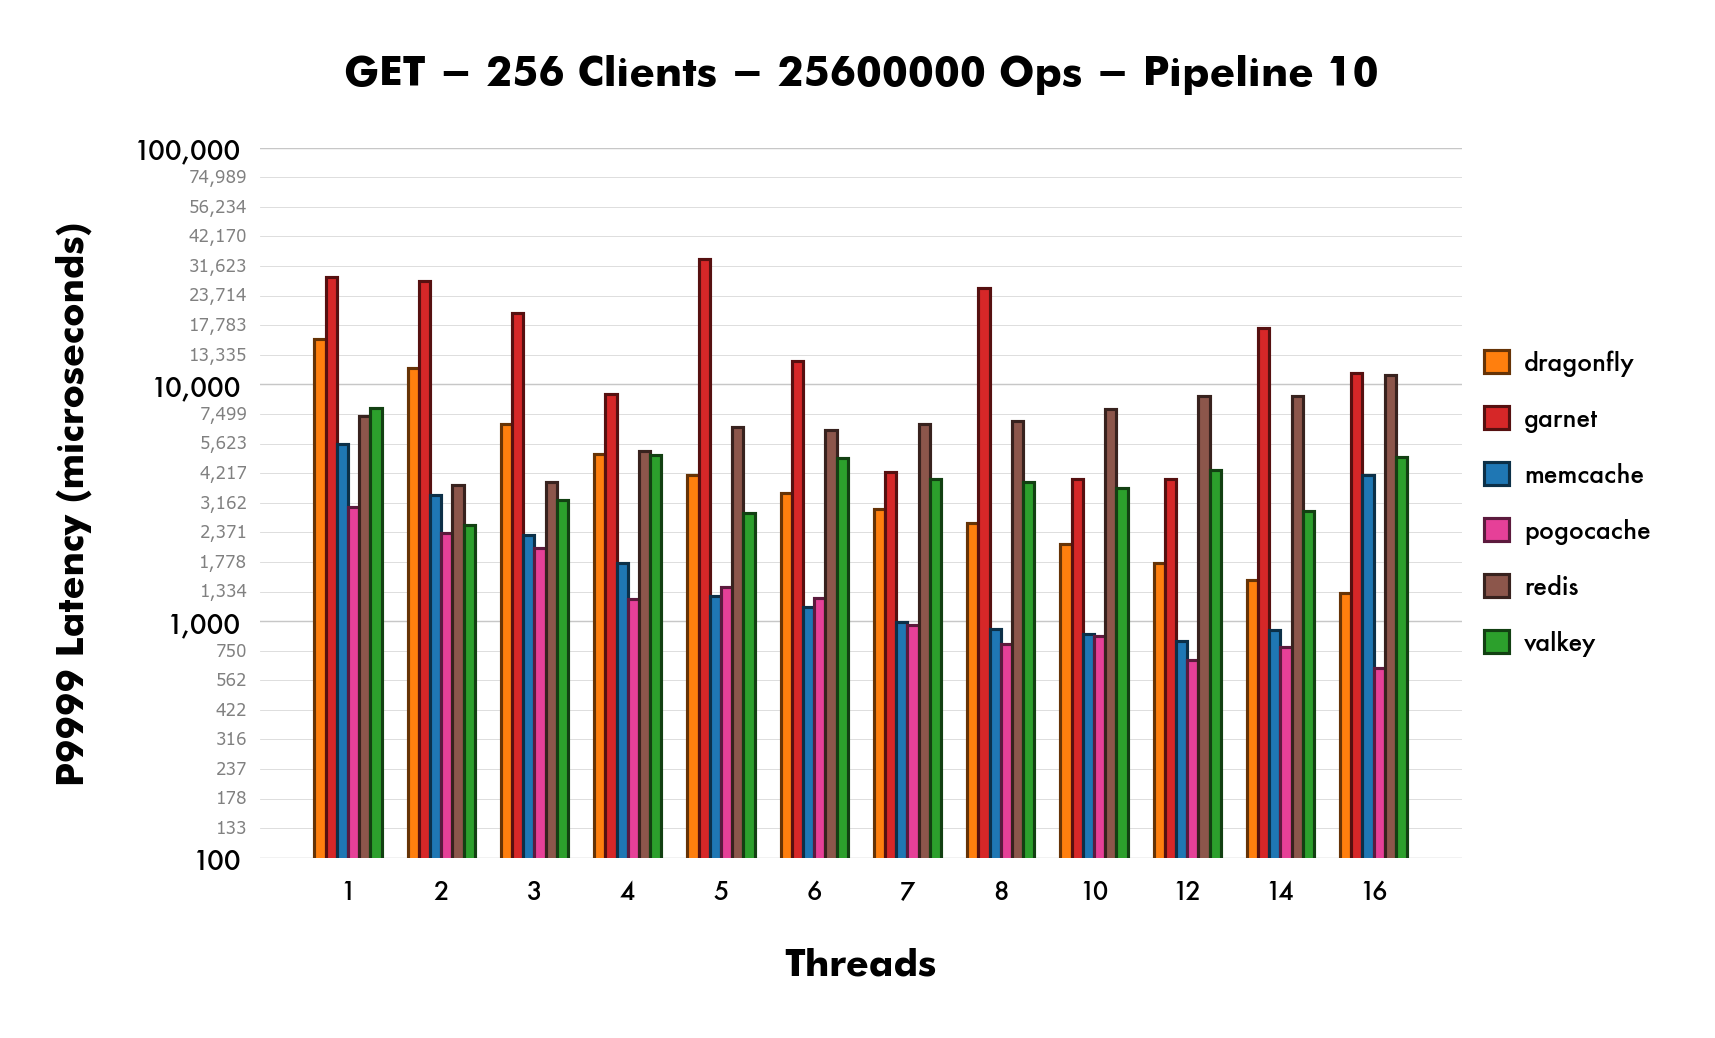 GET – 256 Clients – 25600000 Ops – Pipeline 10
P9999 Latency (microseconds)
100,000
74,989
56,234
42,170
31,623
23,714
17,783
13,335
10,000
7,499
5,623
4,217
3,162
2,371
1,778
1,334
1,000
750
562
422
316
237
178
133
100
1 2 3 4 5 6 7 8 10 12 14 16
Threads
dragonfly
garnet
memcache
pogocache
redis
valkey